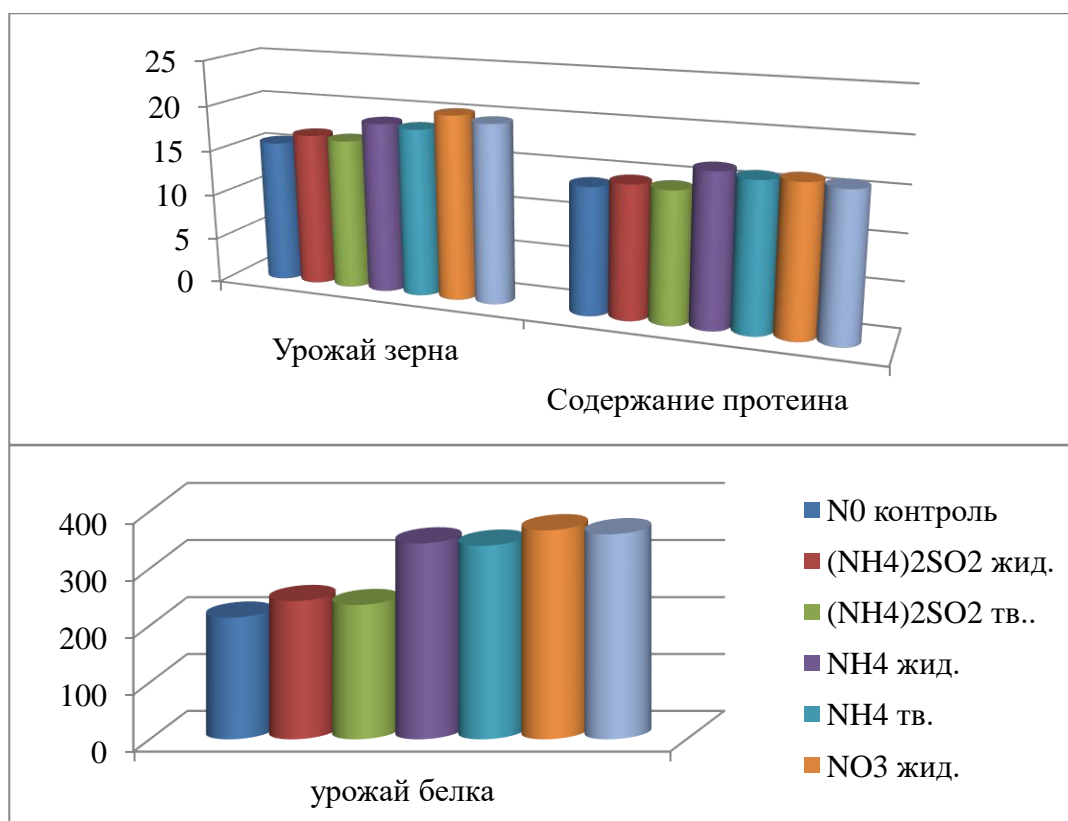 25
20
15
10
5
0
Урожай зерна
Содержание протеина
400
300
200
100
0
урожай белка
N0 контроль
(NH4)2SO2 жид.
(NH4)2SO2 тв..
NH4 жид.
NH4 тв.
NO3 жид.